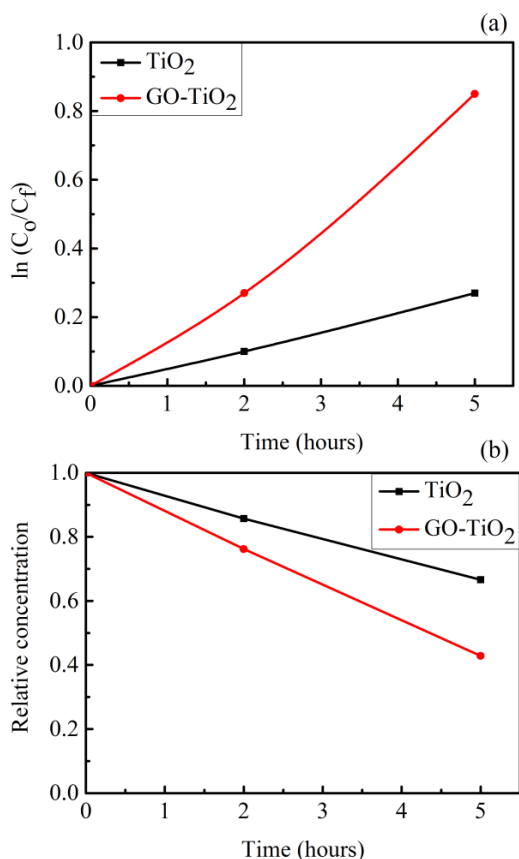 (a)
1.0
TiO2
GO-TiO2
0.8
0.6
0.4
0.2
0.0
ln (Co/Cf)
0 1 2 3 4 5
Time (hours)
(b)
1.0
TiO2
GO-TiO2
0.8
0.6
0.4
0.2
0.0
Relative concentration
0 1 2 3 4 5
Time (hours)